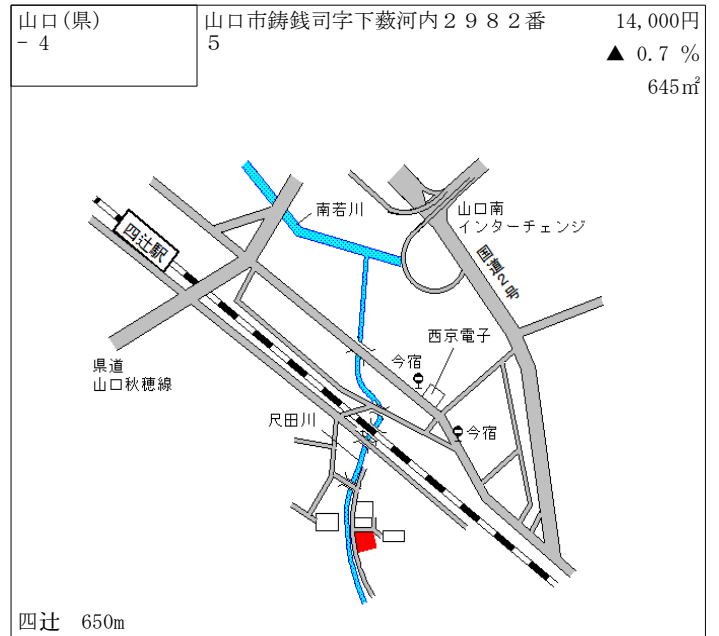 山口(県)
- 4
山口市鋳銭司字下藪河内２９８２番
5
14,000円
▲ 0.7 %
645㎡
南若川
山口南
インターチェンジ
四辻駅
国道2号
西京電子
今宿
県道
山口秋穂線
尺田川
今宿
四辻　650m